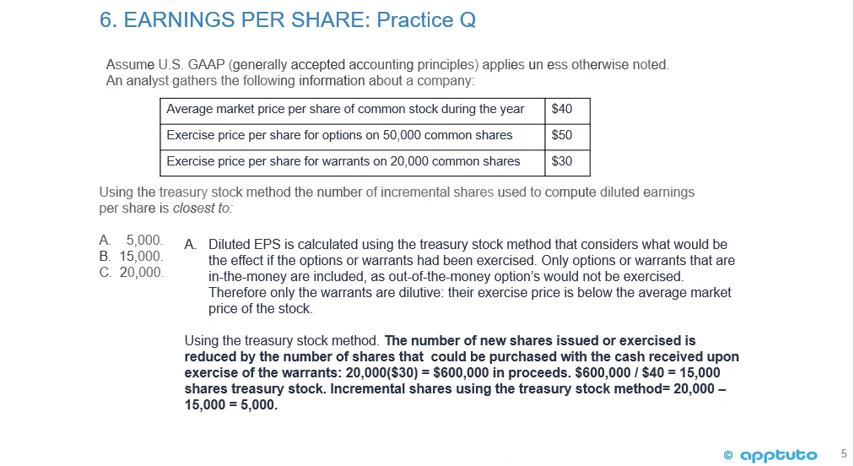 6. EARNINGS PER SHARE: Practice Q
Assume U.S. GAAP (generally accepted accounting principles) applies un ess otherwise noted.
An analyst gathers the following information about a company:
Average market price per share of common stock during the year $40
Exercise price per share for options on 50,000 common shares $50
Exercise price per share for warrants on 20,000 common shares $30
Using the treasury stock method the number of incremental shares used to compute diluted earnings
per share is closest to:
A. 5,000.
B. 15,000.
C. 20,000.
A. Diluted EPS is calculated using the treasury stock method that considers what would be
the effect if the options or warrants had been exercised. Only options or warrants that are
in-the-money are included, as out-of-the-money option's would not be exercised.
Therefore only the warrants are dilutive: their exercise price is below the average market
price of the stock.
Using the treasury stock method. The number of new shares issued or exercised is
reduced by the number of shares that could be purchased with the cash received upon
exercise of the warrants: 20,000($30) = $600,000 in proceeds. $600,000 / $40 = 15,000
shares treasury stock. Incremental shares using the treasury stock method= 20,000 –
15,000 = 5,000.
© apptuto 5